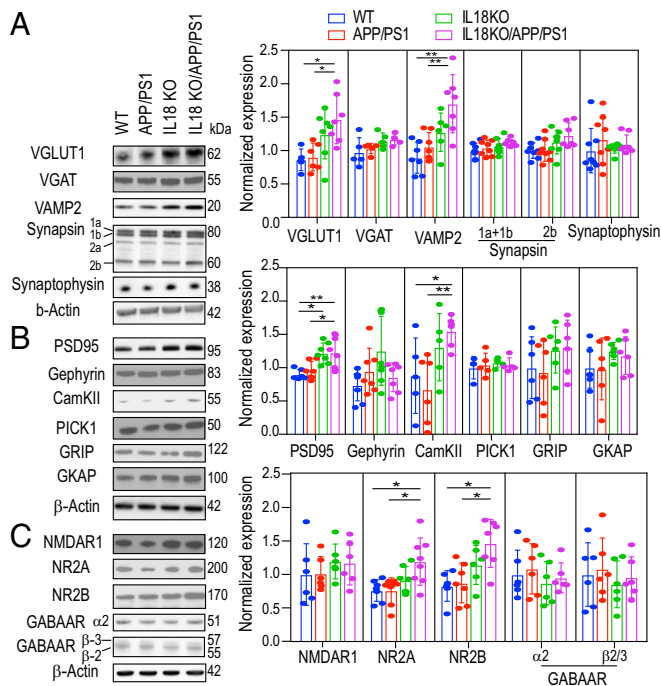 A
WT
APP/PS1
IL18 KO
IL18 KO/APP/PS1
kDa
VGLUT1 62
VGAT 55
VAMP2 20
Synapsin 1a 80
1b
2a
2b 60
Synaptophysin 38
b-Actin 42
WT IL18KO
APP/PS1 IL18KO/APP/PS1
Normalized expression
2.5
2.0
1.5
1.0
0.5
0.0
* * ** **
VGLUT1 VGAT VAMP2 1a+1b 2b Synaptophysin
Synapsin
B
PSD95 95
Gephyrin 83
CamKII 55
PICK1 50
GRIP 122
GKAP 100
β-Actin 42
Normalized expression
2.5
2.0
1.5
1.0
0.5
0.0
** * * * **
PSD95 Gephyrin CamKII PICK1 GRIP GKAP
C
NMDAR1 120
NR2A 200
NR2B 170
GABAAR α2 51
GABAAR β-3 57
β-2 55
β-Actin 42
Normalized expression
2.5
2.0
1.5
1.0
0.5
0.0
* * * *
NMDAR1 NR2A NR2B α2 β2/3
GABAAR